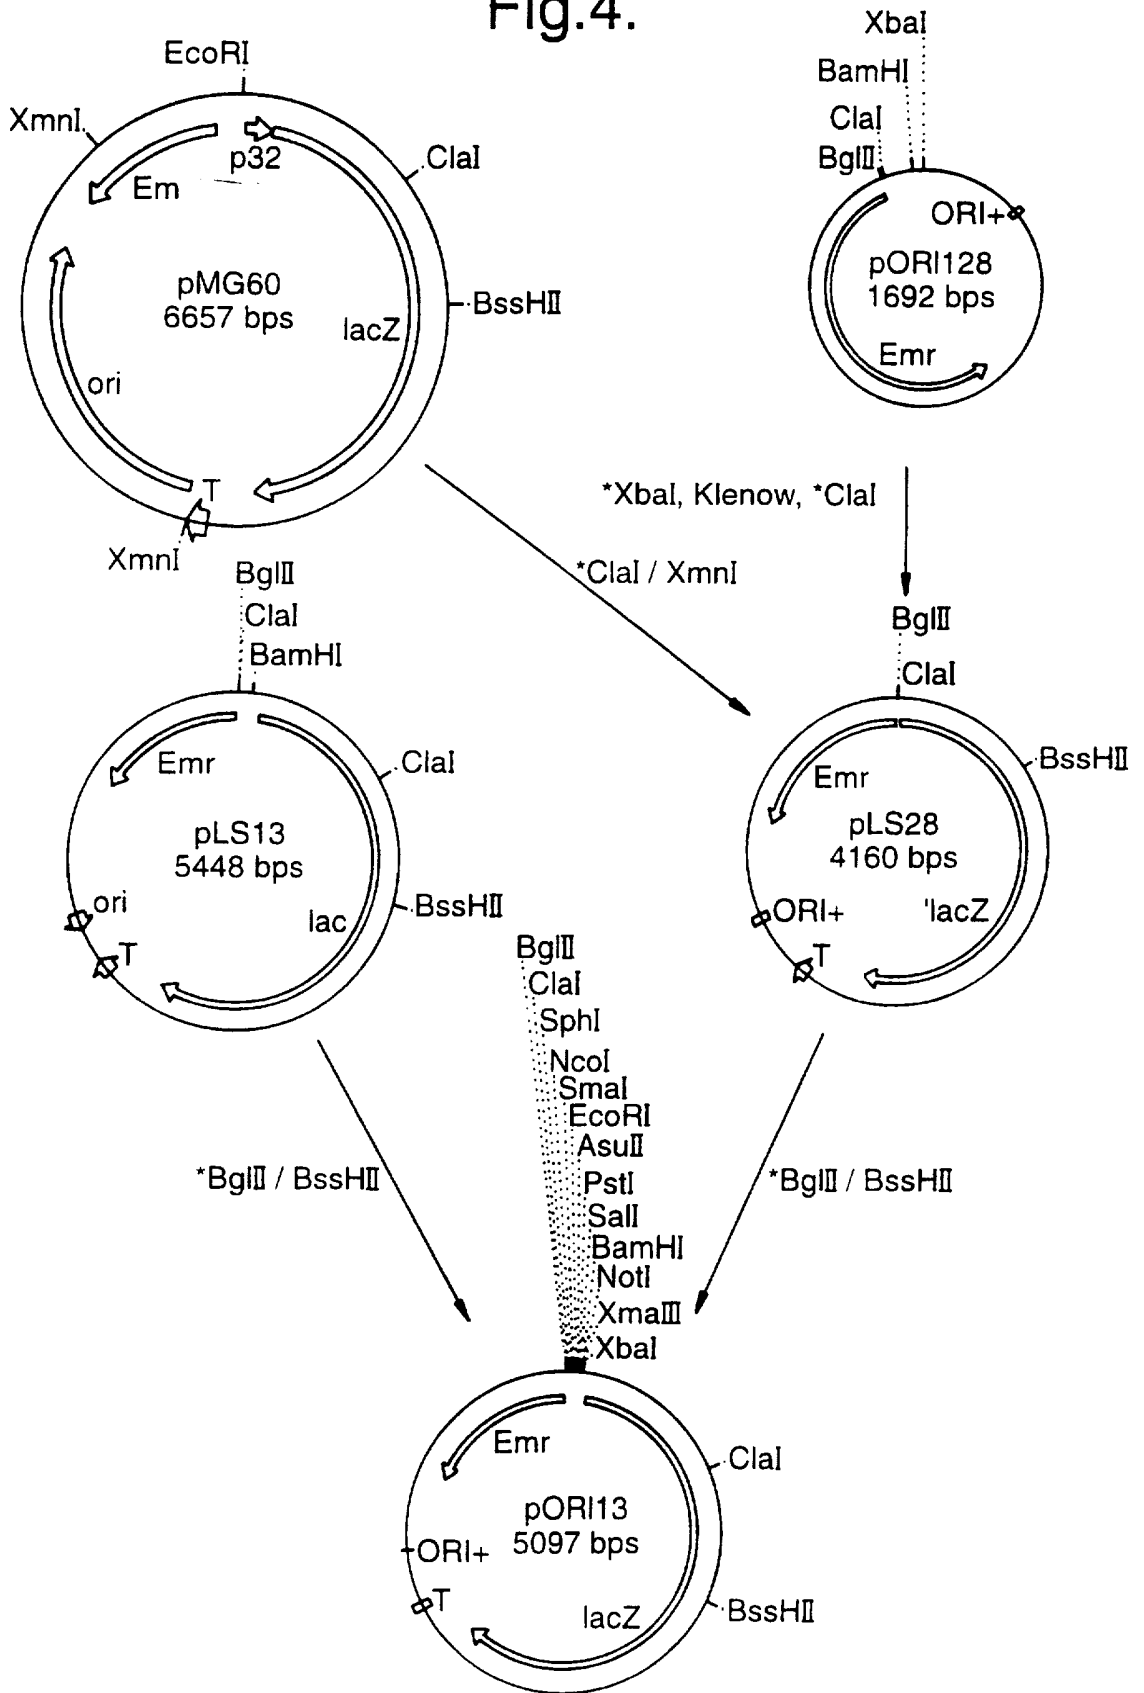 Fig.4.
EcoRI
XmnI
p32
Em
ClaI
pMG60
6657 bps
BssHII
lacZ
ori
T
XmnI
XbaI
BamHI
ClaI
BglII
ORI+
pORI128
1692 bps
Emr
*XbaI, Klenow, *ClaI
*ClaI / XmnI
BglII
ClaI
BamHI
Emr
ClaI
pLS13
5448 bps
ori
T
lac
BssHII
BglII
ClaI
BssHII
Emr
pLS28
4160 bps
ORI+
'lacZ
T
*BglII / BssHII
*BglII / BssHII
BglII
ClaI
SphI
NcoI
SmaI
EcoRI
AsuII
PstI
SalI
BamHI
NotI
XmaIII
XbaI
Emr
ClaI
pORI13
5097 bps
ORI+
T
lacZ
BssHII